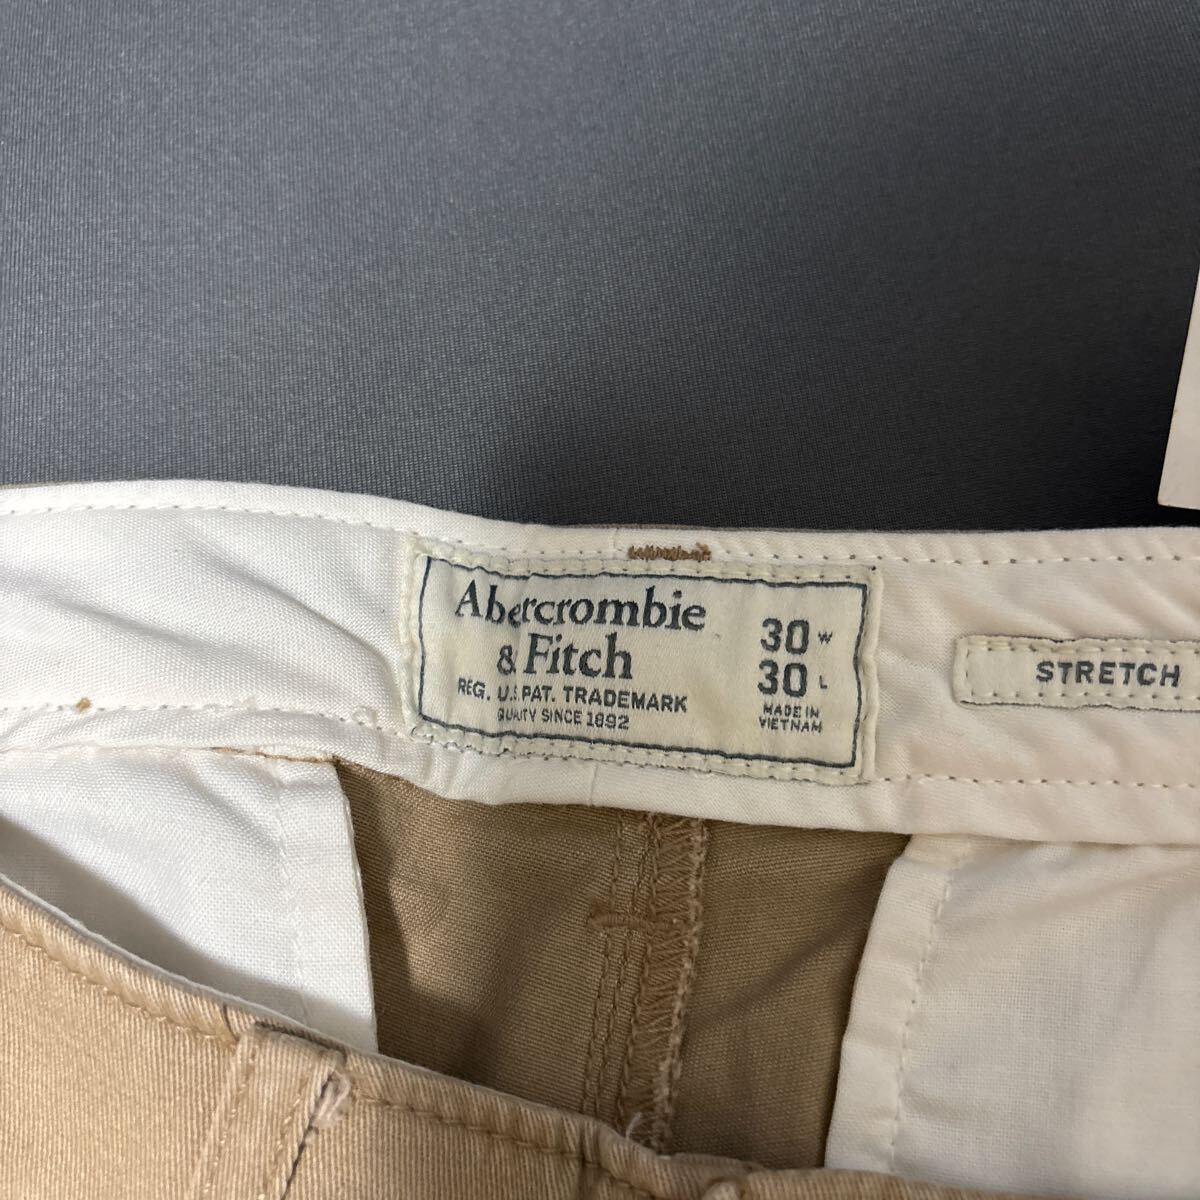 Abercrombie
& Fitch
REG. U.S. PAT. TRADEMARK
QUALITY SINCE 1892
30 W
30 L
MADE IN
VIETNAM
STRETCH